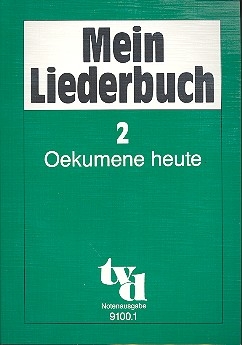 Mein
Liederbuch
2
Oekumene heute
tvd
Notenausgabe
9100.1